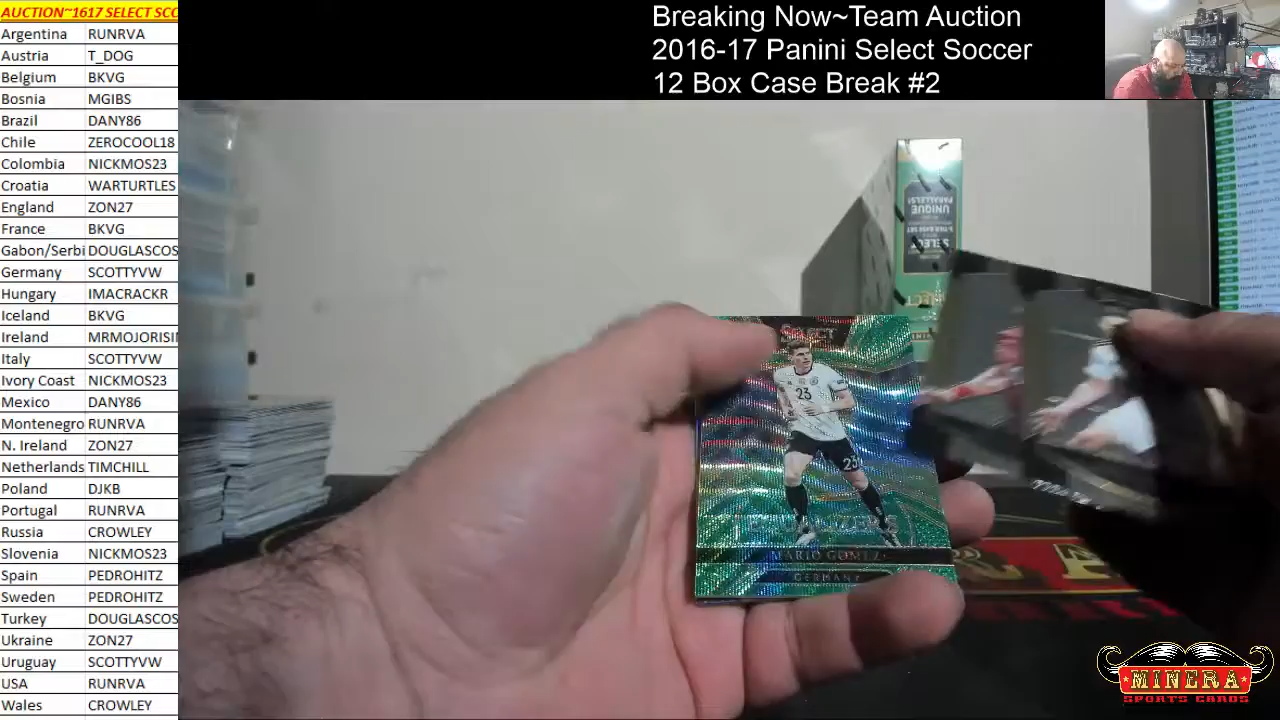 AUCTION~1617 SELECT SCO
Argentina RUNRVA
Austria T_DOG
Belgium BKVG
Bosnia MGIBS
Brazil DANY86
Chile ZEROCOOL18
Colombia NICKMOS23
Croatia WARTURTLES
England ZON27
France BKVG
Gabon/Serbi DOUGLASCOS
Germany SCOTTYVW
Hungary IMACRACKR
Iceland BKVG
Ireland MRMOJORISIN
Italy SCOTTYVW
Ivory Coast NICKMOS23
Mexico DANY86
Montenegro RUNRVA
N. Ireland ZON27
Netherlands TIMCHILL
Poland DJKB
Portugal RUNRVA
Russia CROWLEY
Slovenia NICKMOS23
Spain PEDROHITZ
Sweden PEDROHITZ
Turkey DOUGLASCOS
Ukraine ZON27
Uruguay SCOTTYVW
USA RUNRVA
Wales CROWLEY
Breaking Now~Team Auction
2016-17 Panini Select Soccer
12 Box Case Break #2
UNIQUE
PARALLELS!
SELECT
23
23
MARIO GOMEZ
GERMANY
MINERA
SPORTS CARDS